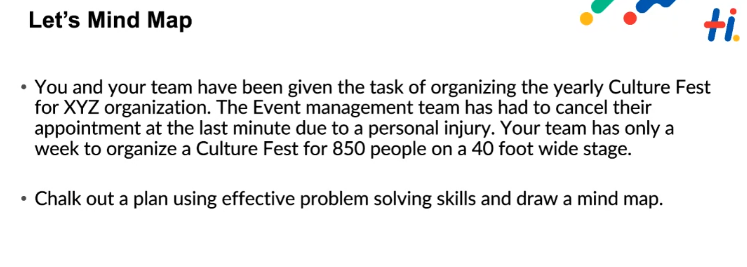 Let's Mind Map
hi.
• You and your team have been given the task of organizing the yearly Culture Fest
for XYZ organization. The Event management team has had to cancel their
appointment at the last minute due to a personal injury. Your team has only a
week to organize a Culture Fest for 850 people on a 40 foot wide stage.
• Chalk out a plan using effective problem solving skills and draw a mind map.